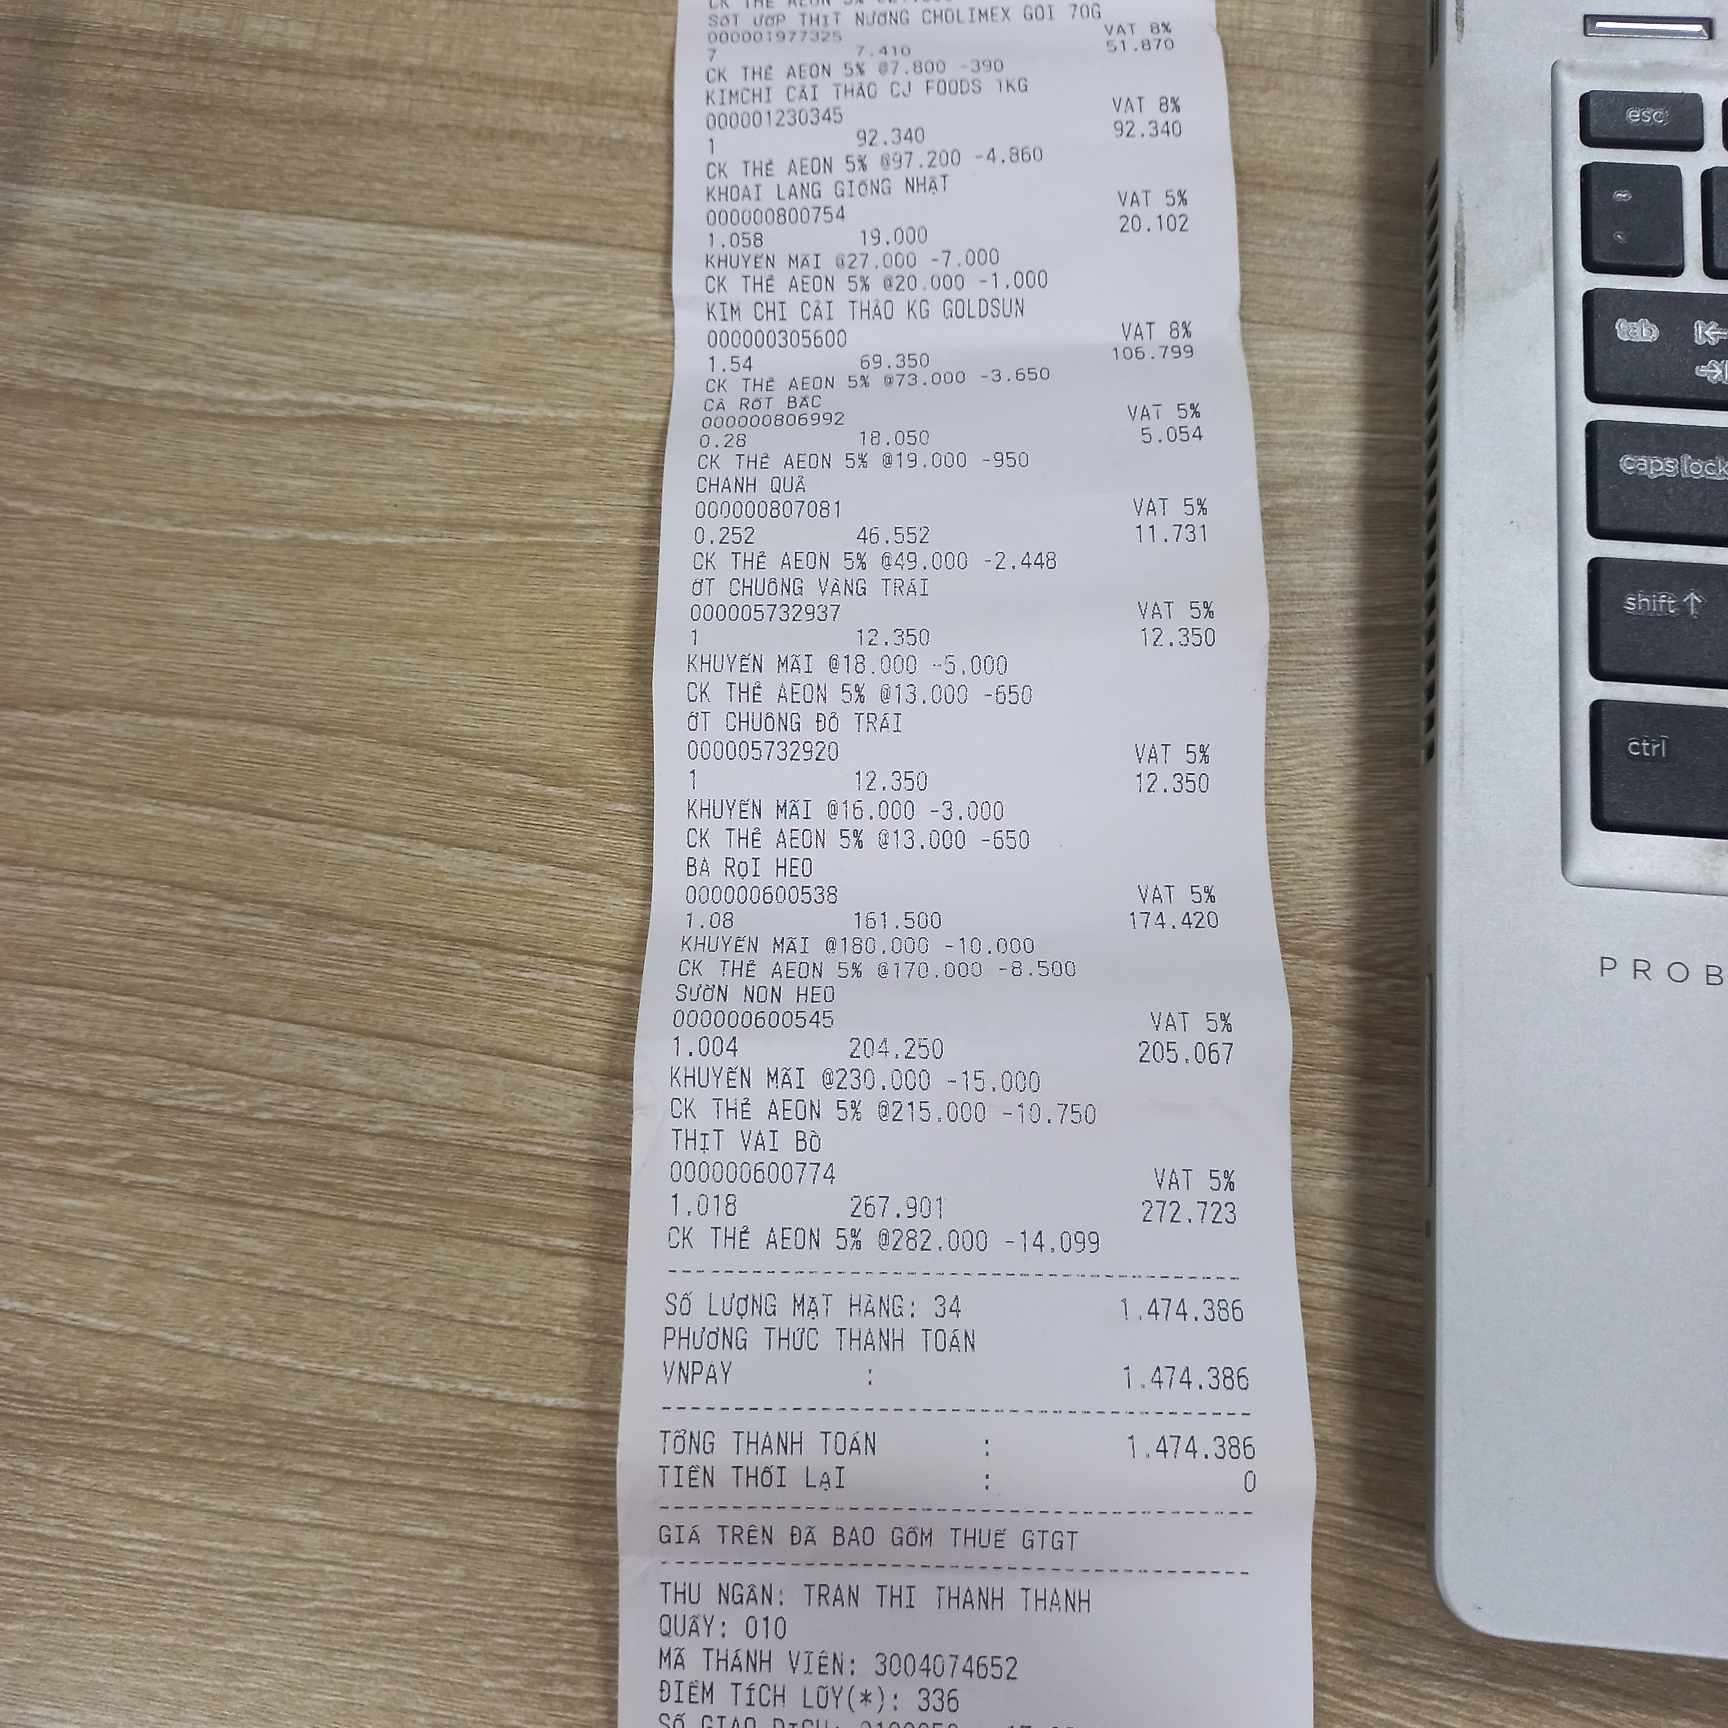 CK THẺ AEON 5%
SỐT ƯỚP THỊT NƯỚNG CHOLIMEX GÓI 70G
000001977325 VAT 8%
7 7.410 51.870
CK THẺ AEON 5% @7.800 -390
KIMCHI CẢI THẢO CJ FOODS 1KG
000001230345 VAT 8%
1 92.340 92.340
CK THẺ AEON 5% @97.200 -4.860
KHOAI LANG GIỐNG NHẬT
000000800754 VAT 5%
1.058 19.000 20.102
KHUYẾN MÃI @27.000 -7.000
CK THẺ AEON 5% @20.000 -1.000
KIM CHI CẢI THẢO KG GOLDSUN
000000305600 VAT 8%
1.54 69.350 106.799
CK THẺ AEON 5% @73.000 -3.650
CÀ RỐT BẮC
000000806992 VAT 5%
0.28 18.050 5.054
CK THẺ AEON 5% @19.000 -950
CHANH QUẢ
000000807081 VAT 5%
0.252 46.552 11.731
CK THẺ AEON 5% @49.000 -2.448
ỚT CHUÔNG VÀNG TRÁI
000005732937 VAT 5%
1 12.350 12.350
KHUYẾN MÃI @18.000 -5.000
CK THẺ AEON 5% @13.000 -650
ỚT CHUÔNG ĐỎ TRÁI
000005732920 VAT 5%
1 12.350 12.350
KHUYẾN MÃI @16.000 -3.000
CK THẺ AEON 5% @13.000 -650
BA RỌI HEO
000000600538 VAT 5%
1.08 161.500 174.420
KHUYẾN MÃI @180.000 -10.000
CK THẺ AEON 5% @170.000 -8.500
SƯỜN NON HEO
000000600545 VAT 5%
1.004 204.250 205.067
KHUYẾN MÃI @230.000 -15.000
CK THẺ AEON 5% @215.000 -10.750
THỊT VAI BÒ
000000600774 VAT 5%
1.018 267.901 272.723
CK THẺ AEON 5% @282.000 -14.099
SỐ LƯỢNG MẶT HÀNG: 34 1.474.386
PHƯƠNG THỨC THANH TOÁN
VNPAY : 1.474.386
TỔNG THANH TOÁN : 1.474.386
TIỀN THỐI LẠI : 0
GIÁ TRÊN ĐÃ BAO GỒM THUẾ GTGT
THU NGÂN: TRAN THI THANH THANH
QUẦY: 010
MÃ THÀNH VIÊN: 3004074652
ĐIỂM TÍCH LŨY(*): 336
SỐ GIAO DỊCH:
esc
tab
caps lock
shift
ctrl
PROB